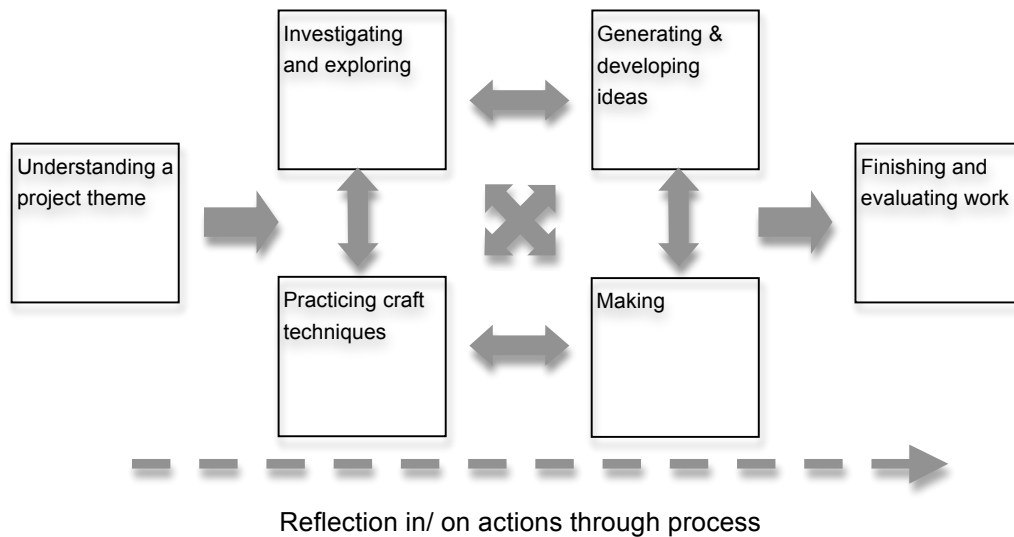 Understanding a
project theme
Investigating
and exploring
Generating &
developing
ideas
Practicing craft
techniques
Making
Finishing and
evaluating work
Reflection in/ on actions through process